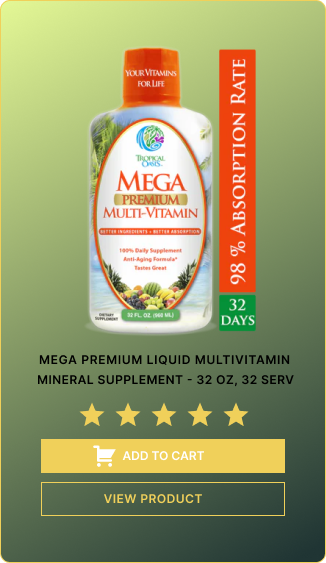 YOUR VITAMINS
FOR LIFE
TROPICAL
OASIS
MEGA
PREMIUM
MULTI-VITAMIN
BETTER INGREDIENTS = BETTER ABSORPTION
100% Daily Supplement
Anti-Aging Formula*
Tastes Great
DIETARY
SUPPLEMENT
32 FL. OZ. (960 ML)
98 % ABSORPTION RATE
32
DAYS
MEGA PREMIUM LIQUID MULTIVITAMIN
MINERAL SUPPLEMENT - 32 OZ, 32 SERV
ADD TO CART
VIEW PRODUCT